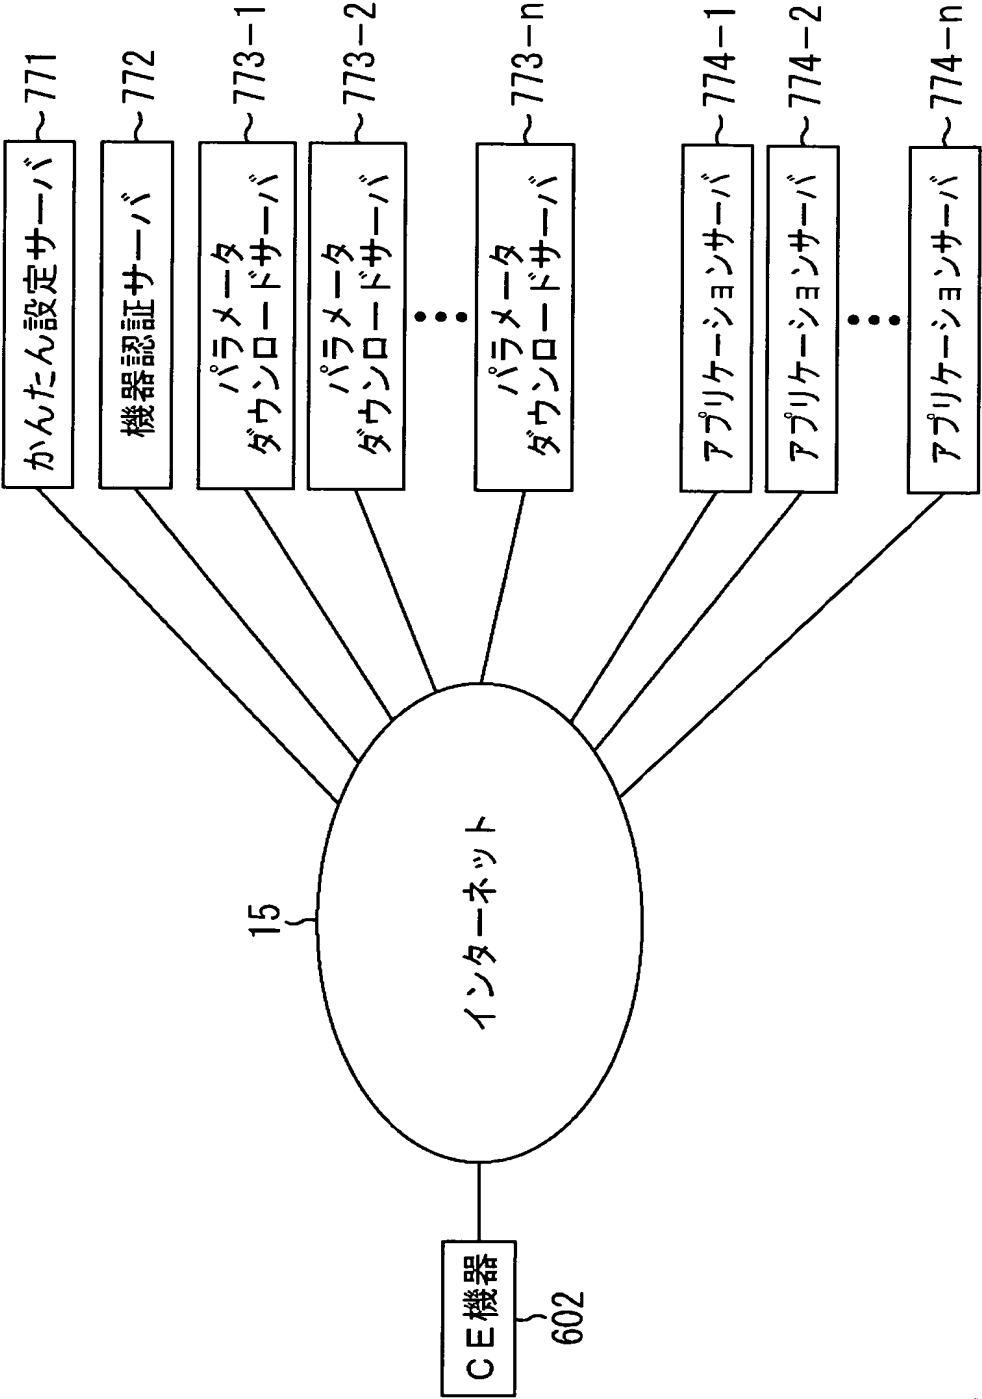 かんたん設定サーバ
771
機器認証サーバ
772
パラメータ
ダウンロードサーバ
773-1
パラメータ
ダウンロードサーバ
773-2
パラメータ
ダウンロードサーバ
773-n
アプリケーションサーバ
774-1
アプリケーションサーバ
774-2
アプリケーションサーバ
774-n
15
インターネット
CE機器
602